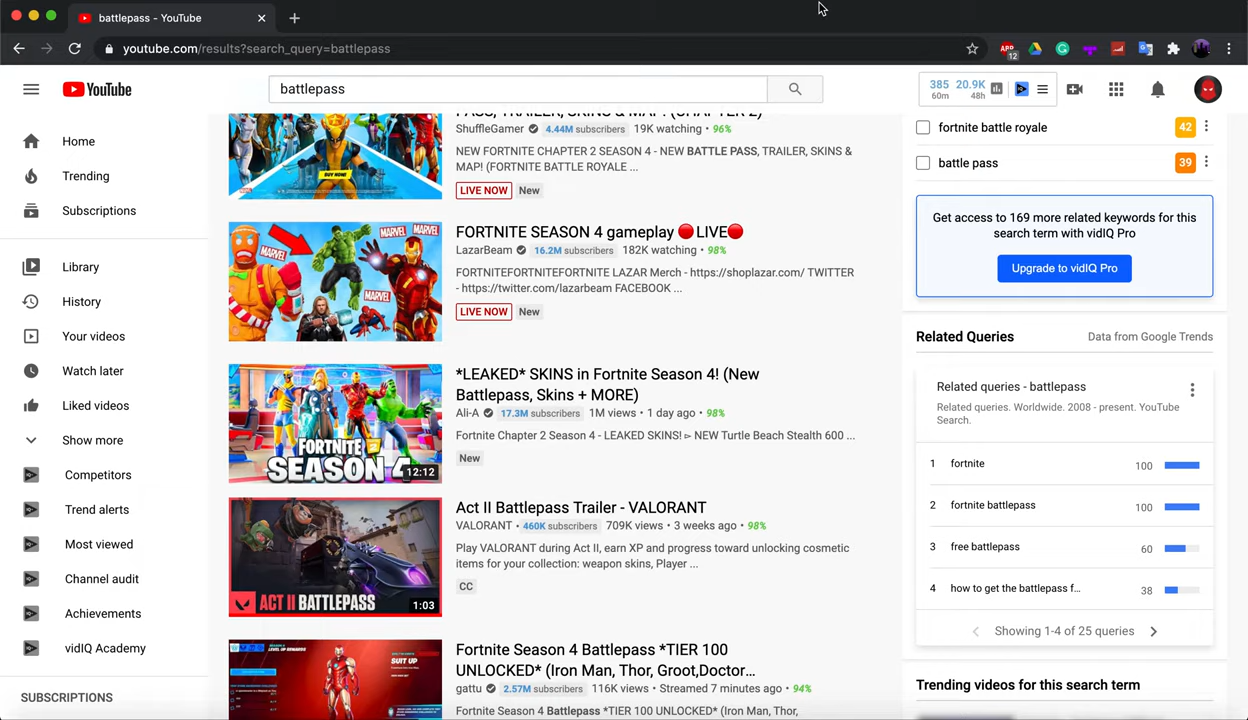 battlepass - YouTube
youtube.com/results?search_query=battlepass
12
YouTube
battlepass
385 20.9K
60m 48h
Home
Trending
Subscriptions
Library
History
Your videos
Watch later
Liked videos
Show more
Competitors
Trend alerts
Most viewed
Channel audit
Achievements
vidIQ Academy
SUBSCRIPTIONS
BUY NOW!
ShuffleGamer 4.44M subscribers 19K watching • 96%
NEW FORTNITE CHAPTER 2 SEASON 4 - NEW BATTLE PASS, TRAILER, SKINS &
MAP! (FORTNITE BATTLE ROYALE ...
LIVE NOW New
MARVEL
MARVEL
MARVEL
FORTNITE SEASON 4 gameplay 🔴LIVE🔴
LazarBeam 16.2M subscribers 182K watching • 98%
FORTNITEFORTNITEFORTNITE LAZAR Merch - https://shoplazar.com/ TWITTER
- https://twitter.com/lazarbeam FACEBOOK ...
LIVE NOW New
FORTNITE 2
SEASON 4
12:12
*LEAKED* SKINS in Fortnite Season 4! (New
Battlepass, Skins + MORE)
Ali-A 17.3M subscribers 1M views • 1 day ago • 98%
Fortnite Chapter 2 Season 4 - LEAKED SKINS! ▻ NEW Turtle Beach Stealth 600 ...
New
ACT II BATTLEPASS
1:03
Act II Battlepass Trailer - VALORANT
VALORANT • 460K subscribers 709K views • 3 weeks ago • 98%
Play VALORANT during Act II, earn XP and progress toward unlocking cosmetic
items for your collection: weapon skins, Player ...
CC
SUIT UP
Fortnite Season 4 Battlepass *TIER 100
UNLOCKED* (Iron Man, Thor, Groot,Doctor...
gattu 2.57M subscribers 116K views • Streamed 7 minutes ago • 94%
Fortnite Season 4 Battlepass *TIER 100 UNLOCKED* (Iron Man, Thor,
fortnite battle royale 42
battle pass 39
Get access to 169 more related keywords for this
search term with vidIQ Pro
Upgrade to vidIQ Pro
Related Queries Data from Google Trends
Related queries - battlepass
Related queries. Worldwide. 2008 - present. YouTube
Search.
1 fortnite 100
2 fortnite battlepass 100
3 free battlepass 60
4 how to get the battlepass f... 38
Showing 1-4 of 25 queries
Trending videos for this search term